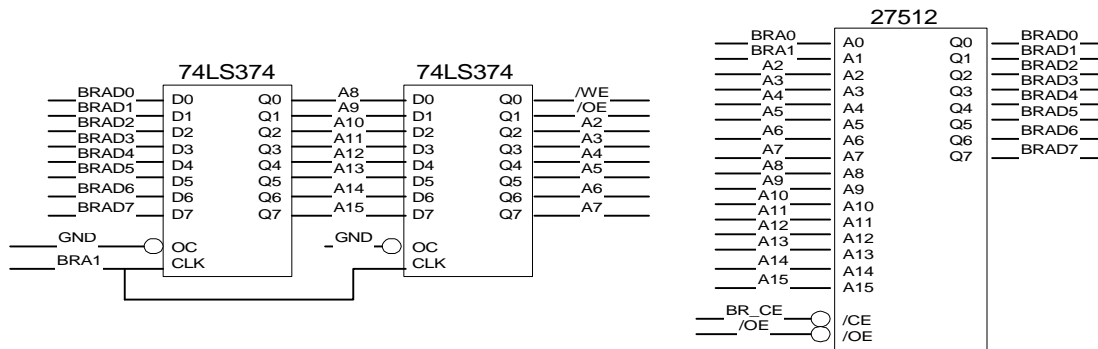 74LS374
BRAD0 D0 Q0 A8
BRAD1 D1 Q1 A9
BRAD2 D2 Q2 A10
BRAD3 D3 Q3 A11
BRAD4 D4 Q4 A12
BRAD5 D5 Q5 A13
BRAD6 D6 Q6 A14
BRAD7 D7 Q7 A15
GND OC
BRA1 CLK
74LS374
D0 Q0 /WE
D1 Q1 /OE
D2 Q2 A2
D3 Q3 A3
D4 Q4 A4
D5 Q5 A5
D6 Q6 A6
D7 Q7 A7
GND OC
CLK
27512
BRA0 A0 Q0 BRAD0
BRA1 A1 Q1 BRAD1
A2 A2 Q2 BRAD2
A3 A3 Q3 BRAD3
A4 A4 Q4 BRAD4
A5 A5 Q5 BRAD5
A6 A6 Q6 BRAD6
A7 A7 Q7 BRAD7
A8 A8
A9 A9
A10 A10
A11 A11
A12 A12
A13 A13
A14 A14
A15 A15
BR_CE /CE
/OE /OE